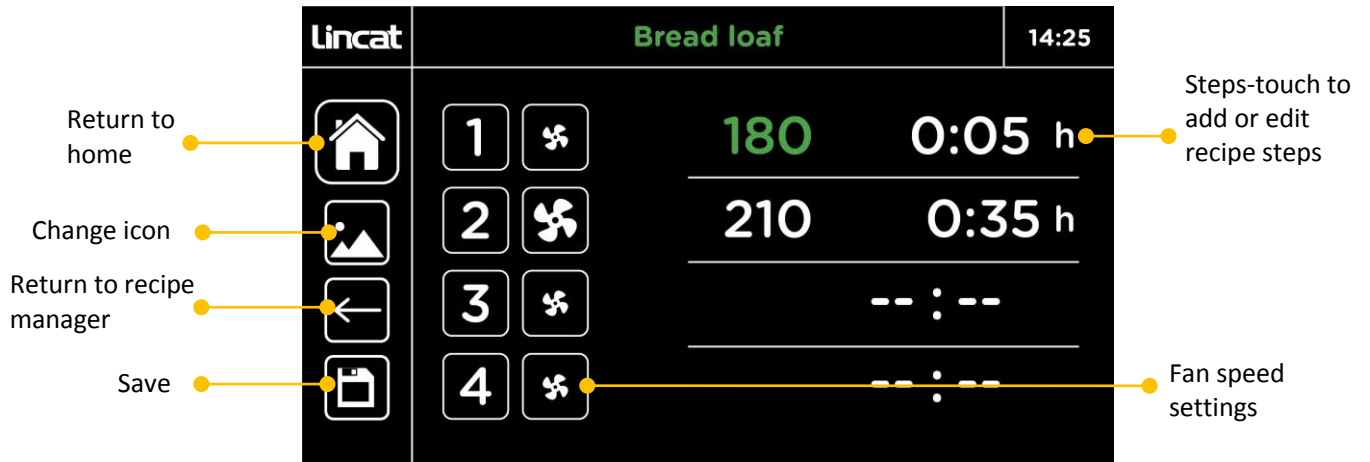 Lincat
Bread loaf
14:25
Return to
home
Change icon
Return to recipe
manager
Save
1
180
0:05 h
2
210
0:35 h
3
--:--
4
--:--
Steps-touch to
add or edit
recipe steps
Fan speed
settings